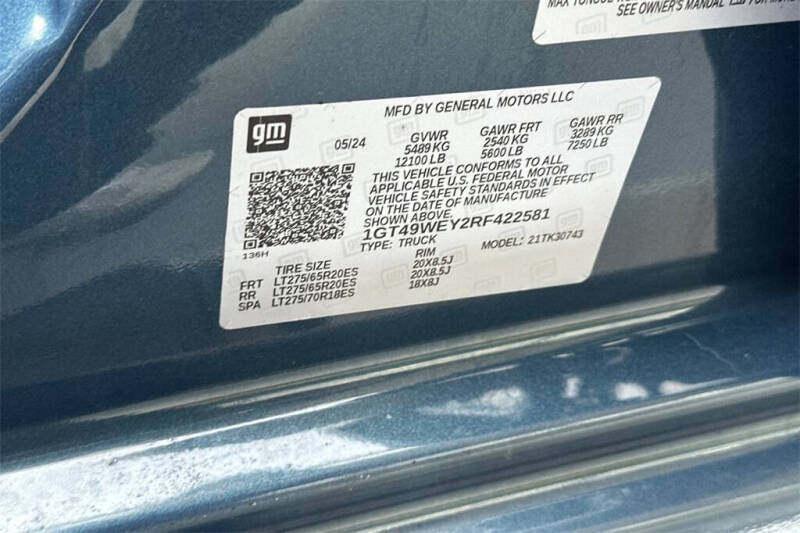 SEE OWNER'S MANUAL
gm
MFD BY GENERAL MOTORS LLC
05/24 GVWR GAWR FRT GAWR RR
5489 KG 2540 KG 3289 KG
12100 LB 5600 LB 7250 LB
THIS VEHICLE CONFORMS TO ALL
APPLICABLE U.S. FEDERAL MOTOR
VEHICLE SAFETY STANDARDS IN EFFECT
ON THE DATE OF MANUFACTURE
SHOWN ABOVE.
1GT49WEY2RF422581
136H TYPE: TRUCK MODEL: 21TK30743
TIRE SIZE RIM
FRT LT275/65R20ES 20X8.5J
RR LT275/65R20ES 20X8.5J
SPA LT275/70R18ES 18X8J